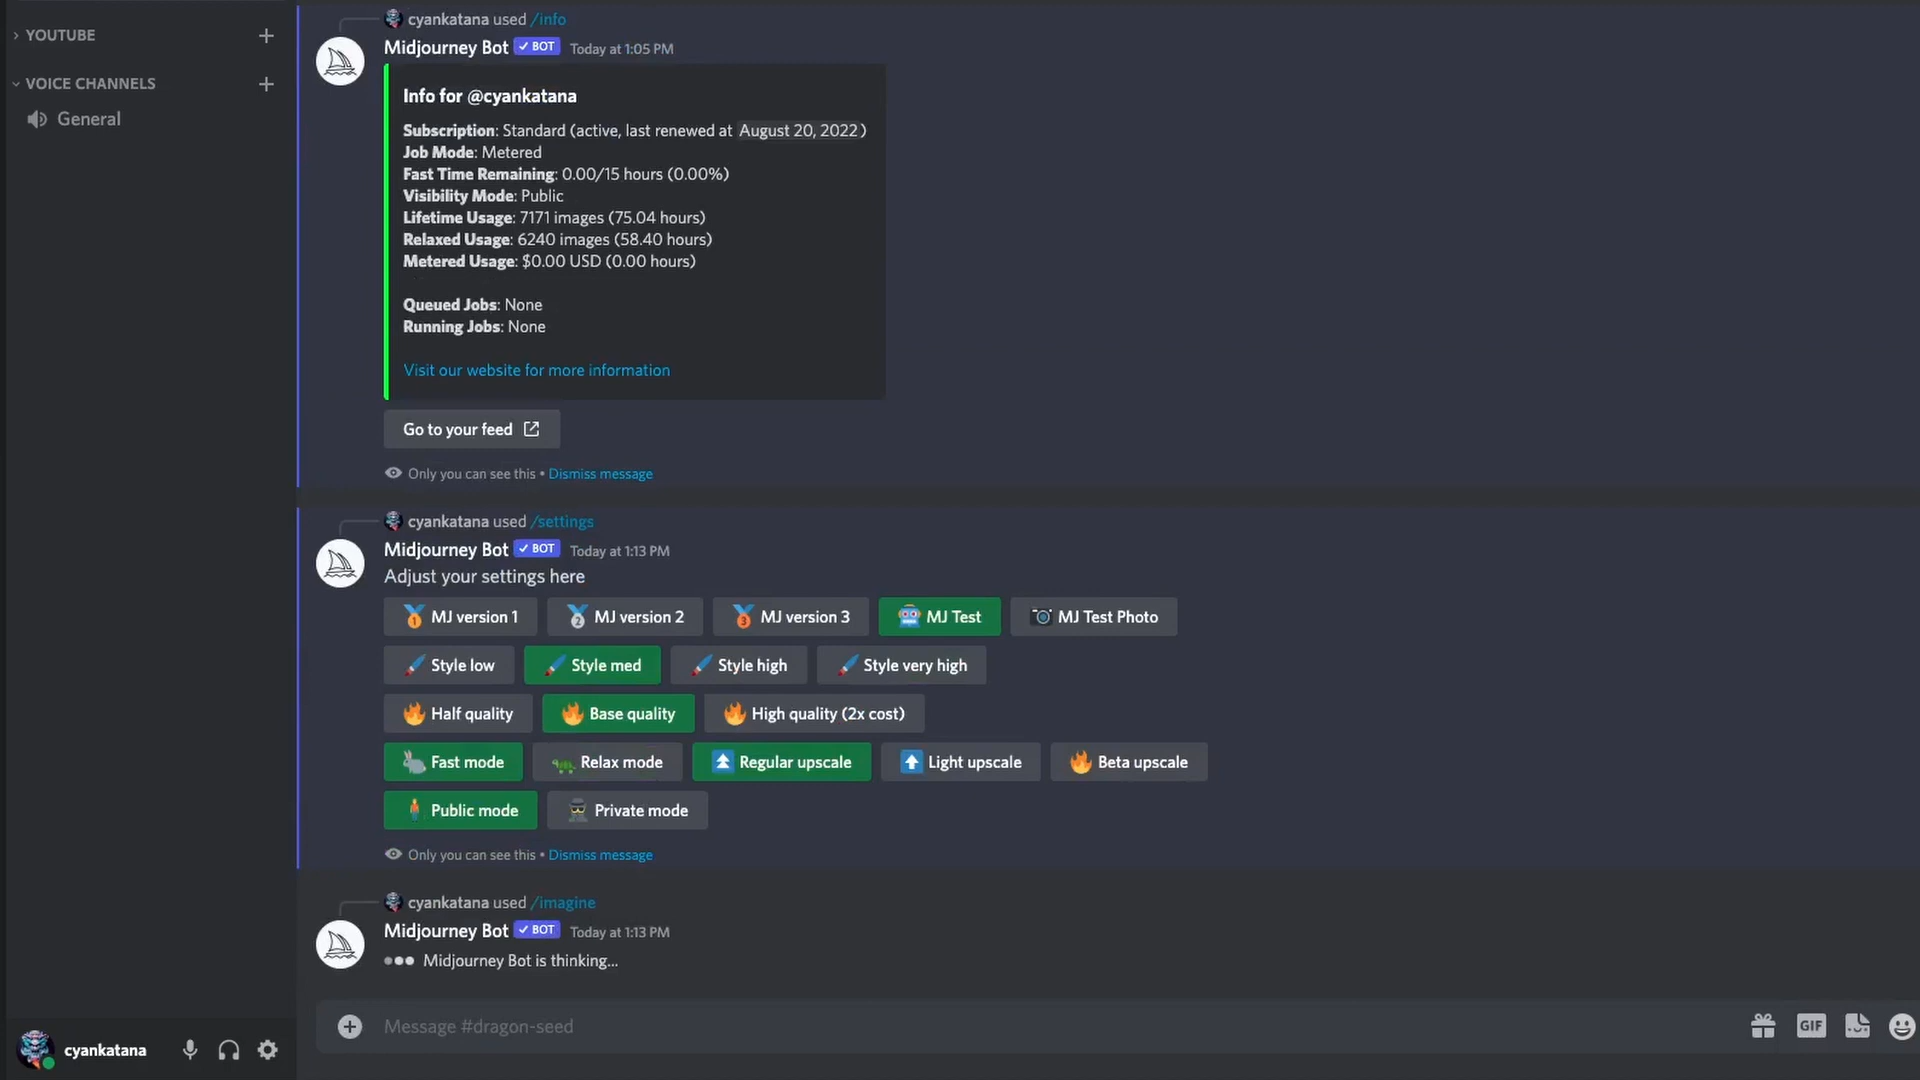 YOUTUBE
VOICE CHANNELS
General
cyankatana used /info
Midjourney Bot BOT Today at 1:05 PM
Info for @cyankatana
Subscription: Standard (active, last renewed at August 20, 2022)
Job Mode: Metered
Fast Time Remaining: 0.00/15 hours (0.00%)
Visibility Mode: Public
Lifetime Usage: 7171 images (75.04 hours)
Relaxed Usage: 6240 images (58.40 hours)
Metered Usage: $0.00 USD (0.00 hours)
Queued Jobs: None
Running Jobs: None
Visit our website for more information
Go to your feed
Only you can see this • Dismiss message
cyankatana used /settings
Midjourney Bot BOT Today at 1:13 PM
Adjust your settings here
1 MJ version 1 2 MJ version 2 3 MJ version 3 MJ Test MJ Test Photo
Style low Style med Style high Style very high
Half quality Base quality High quality (2x cost)
Fast mode Relax mode Regular upscale Light upscale Beta upscale
Public mode Private mode
Only you can see this • Dismiss message
cyankatana used /imagine
Midjourney Bot BOT Today at 1:13 PM
Midjourney Bot is thinking...
Message #dragon-seed GIF
cyankatana